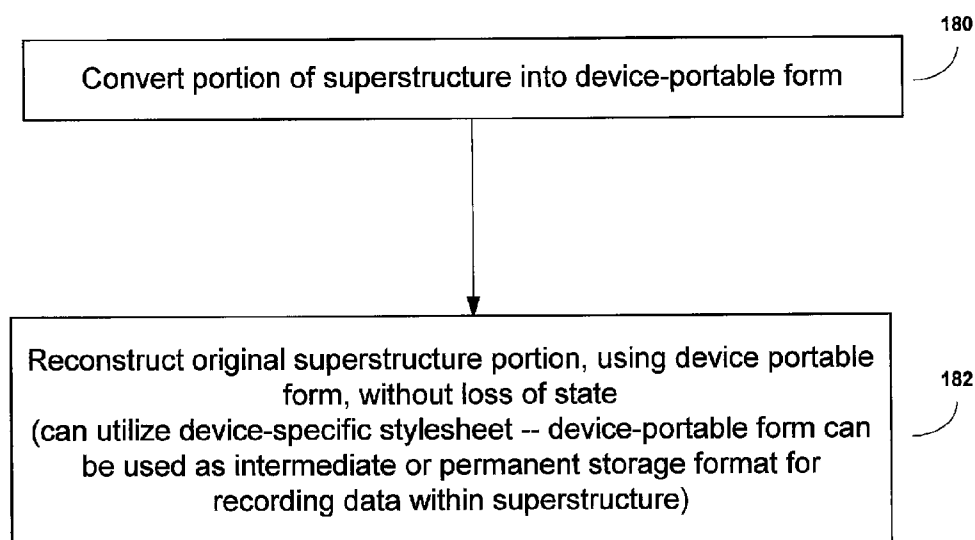 180
Convert portion of superstructure into device-portable form
Reconstruct original superstructure portion, using device portable
form, without loss of state
(can utilize device-specific stylesheet -- device-portable form can
be used as intermediate or permanent storage format for
recording data within superstructure)
182